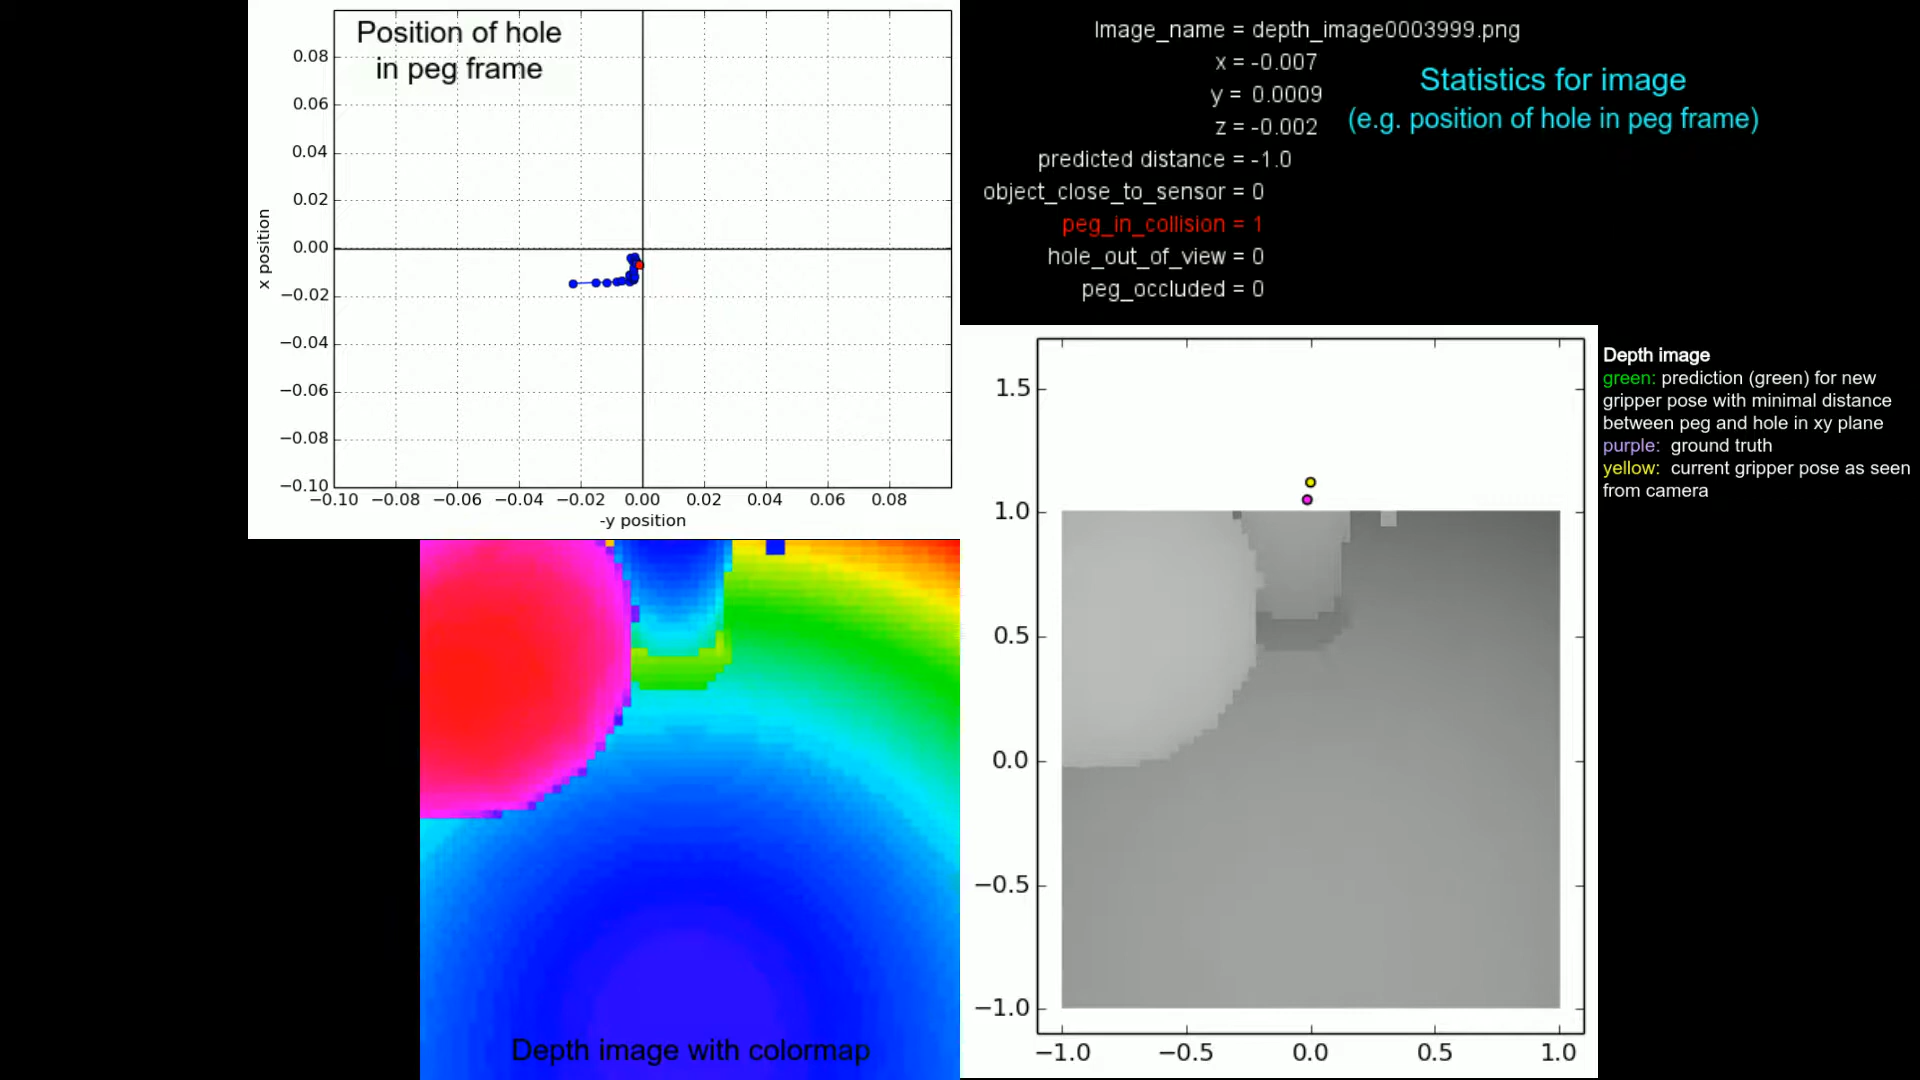 Position of hole
in peg frame
0.08
0.06
0.04
0.02
0.00
−0.02
−0.04
−0.06
−0.08
−0.10
x position
−0.10 −0.08 −0.06 −0.04 −0.02 0.00 0.02 0.04 0.06 0.08
-y position
Image_name = depth_image0003999.png
x = -0.007
y = 0.0009
z = -0.002
predicted distance = -1.0
object_close_to_sensor = 0
peg_in_collision = 1
hole_out_of_view = 0
peg_occluded = 0
Statistics for image
(e.g. position of hole in peg frame)
Depth image with colormap
1.5
1.0
0.5
0.0
−0.5
−1.0
−1.0 −0.5 0.0 0.5 1.0
Depth image
green: prediction (green) for new
gripper pose with minimal distance
between peg and hole in xy plane
purple: ground truth
yellow: current gripper pose as seen
from camera